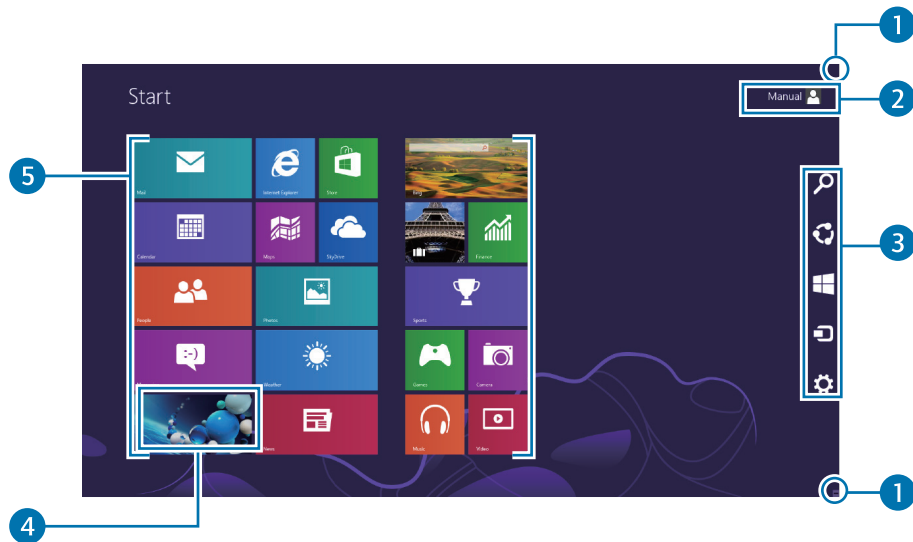 1
Start
Manual
2
5
Mail
Internet Explorer
Store
Bing
Calendar
Maps
SkyDrive
Finance
3
People
Photos
Sports
:-)
Weather
Games
Camera
News
Music
Video
1
4